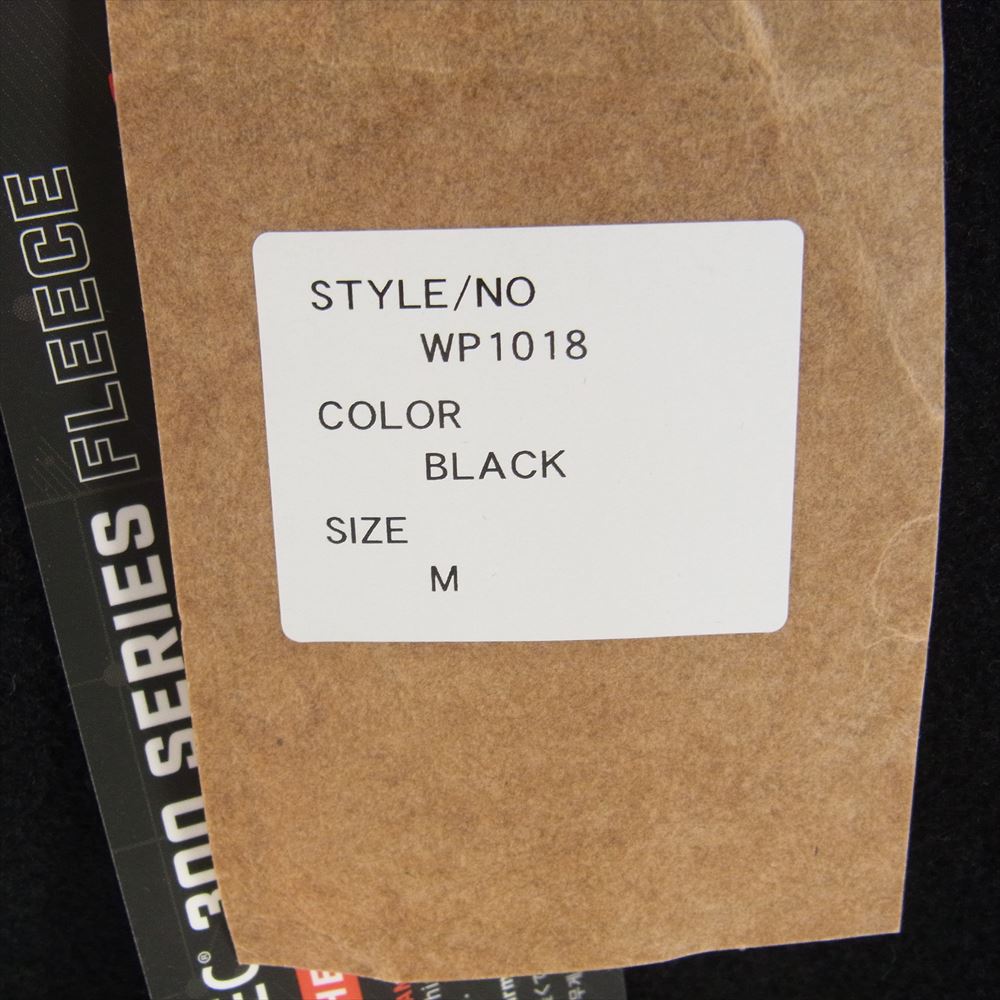 STYLE/NO
WP1018
COLOR
BLACK
SIZE
M
300 SERIES FLEECE